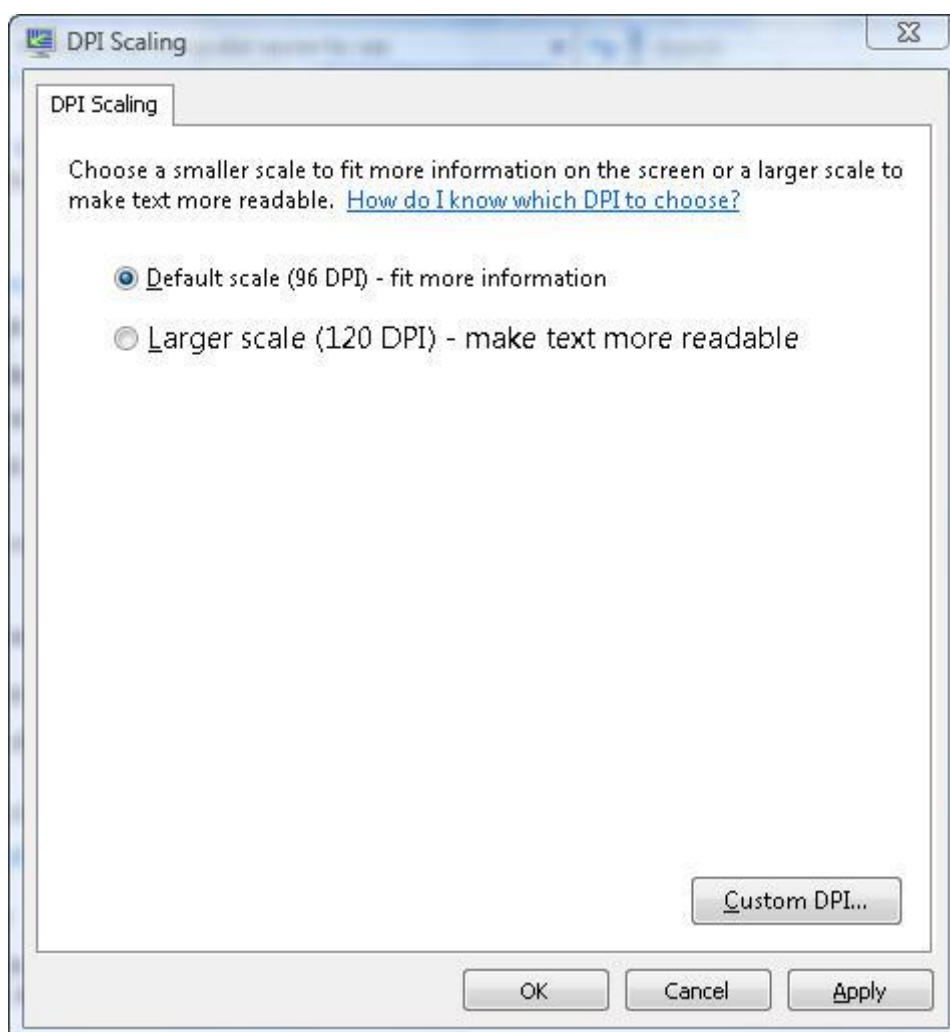 DPI Scaling
DPI Scaling
Choose a smaller scale to fit more information on the screen or a larger scale to
make text more readable. How do I know which DPI to choose?
Default scale (96 DPI) - fit more information
Larger scale (120 DPI) - make text more readable
Custom DPI...
OK Cancel Apply